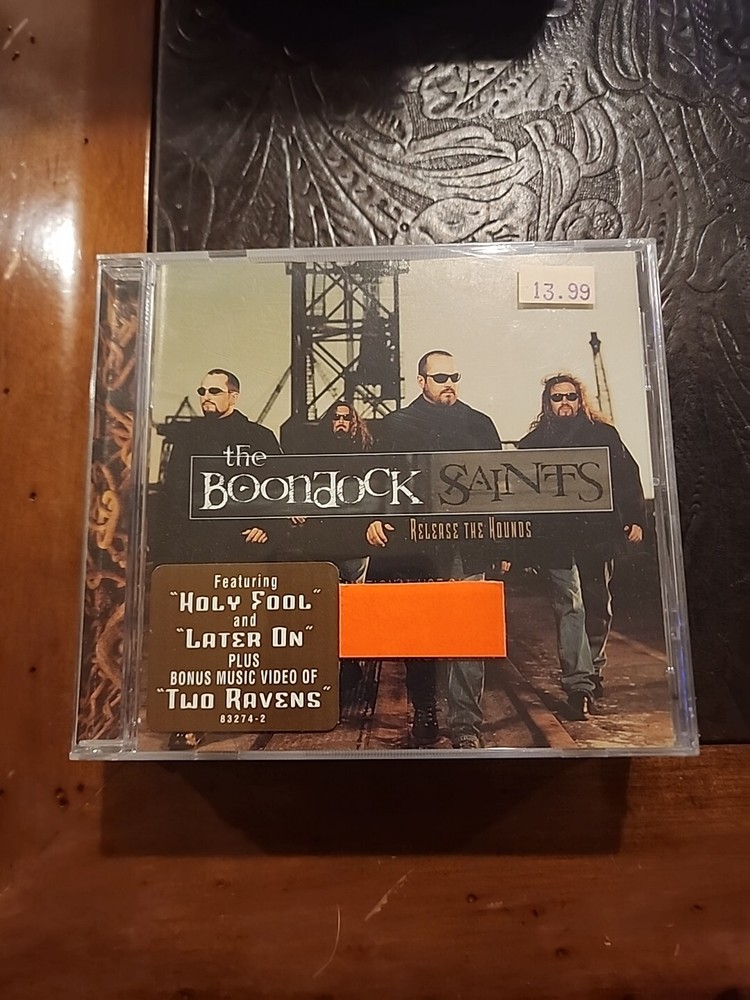 13.99
the
Boondock SAINTS
Release the Hounds
Featuring
"Holy Fool"
and
"Later On"
PLUS
BONUS MUSIC VIDEO OF
"Two Ravens"
83274-2